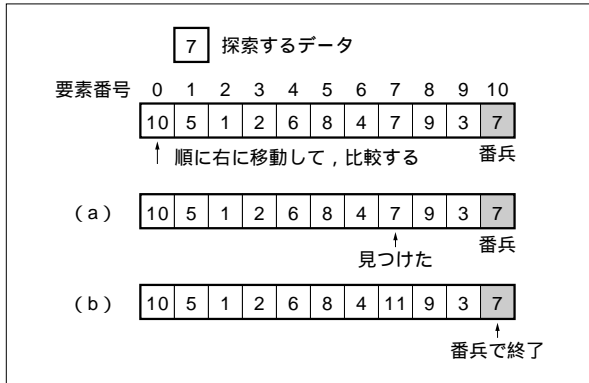 7 探索するデータ
要素番号 0 1 2 3 4 5 6 7 8 9 10
10 5 1 2 6 8 4 7 9 3 7
順に右に移動して，比較する 番兵
(a) 10 5 1 2 6 8 4 7 9 3 7
見つけた 番兵
(b) 10 5 1 2 6 8 4 11 9 3 7
番兵で終了